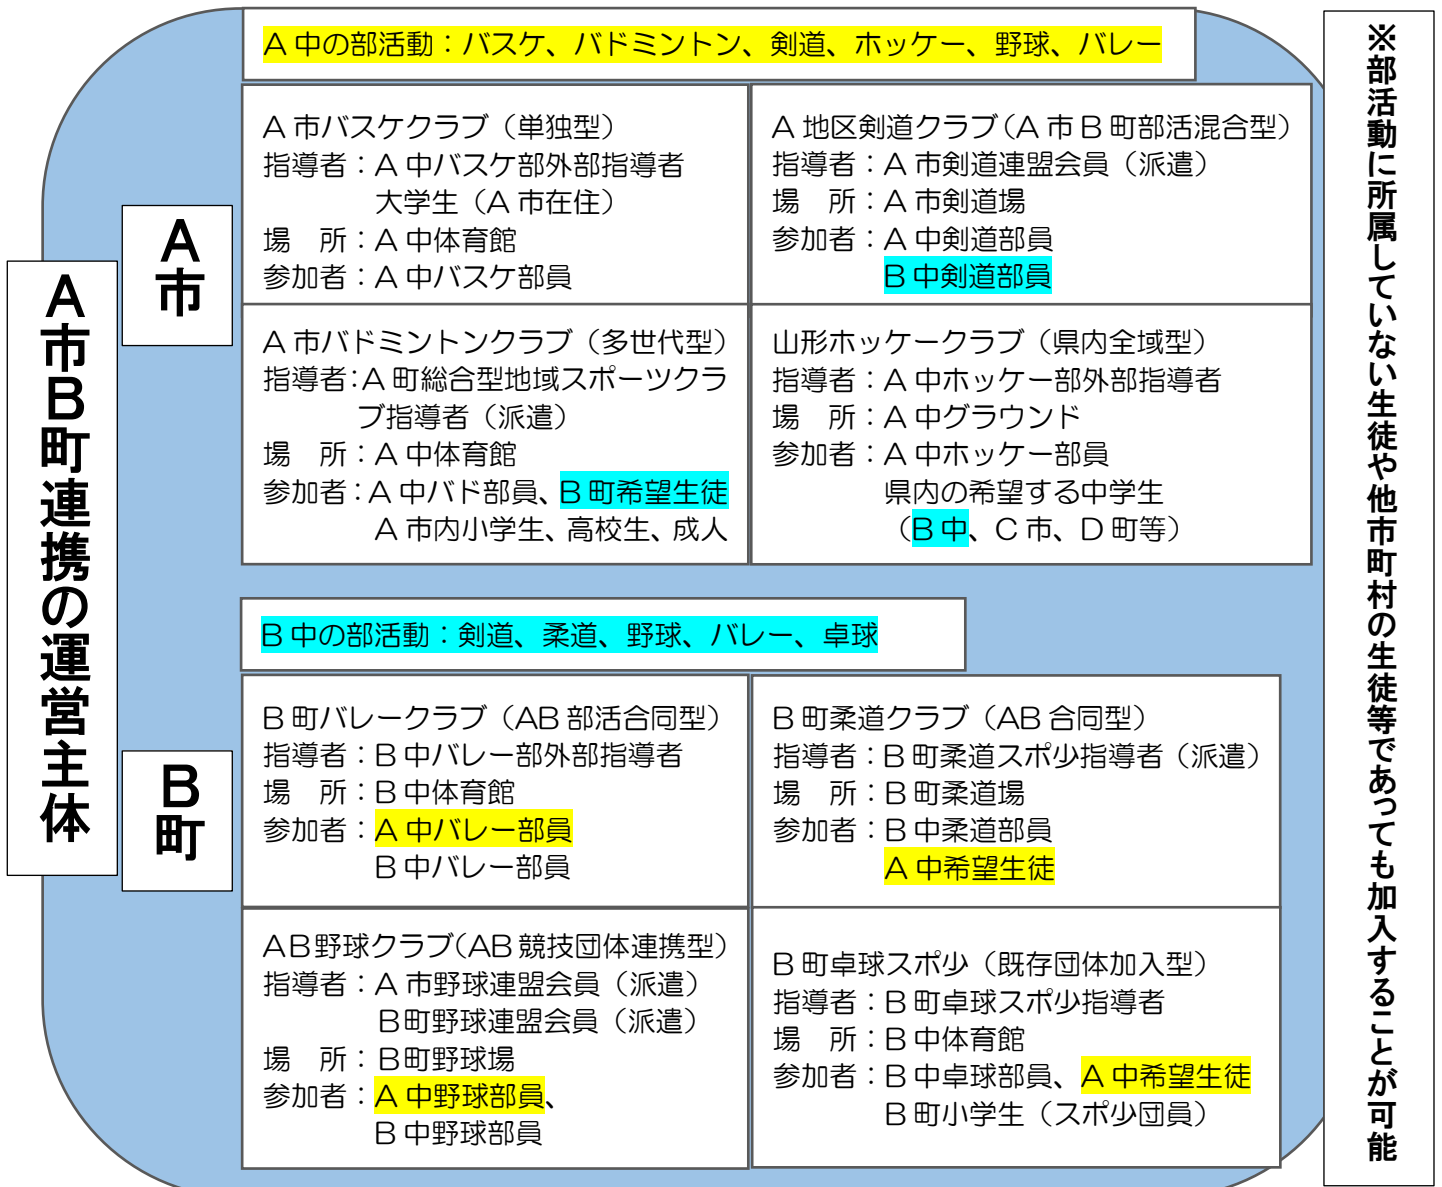 A市B町連携の運営主体
A市
A中の部活動：バスケ、バドミントン、剣道、ホッケー、野球、バレー
A市バスケクラブ（単独型）
指導者：A中バスケ部外部指導者
大学生（A市在住）
場　所：A中体育館
参加者：A中バスケ部員
A地区剣道クラブ（A市B町部活混合型）
指導者：A市剣道連盟会員（派遣）
場　所：A市剣道場
参加者：A中剣道部員
B中剣道部員
A市バドミントンクラブ（多世代型）
指導者：A町総合型地域スポーツクラ
ブ指導者（派遣）
場　所：A中体育館
参加者：A中バド部員、B町希望生徒
A市内小学生、高校生、成人
山形ホッケークラブ（県内全域型）
指導者：A中ホッケー部外部指導者
場　所：A中グラウンド
参加者：A中ホッケー部員
県内の希望する中学生
（B中、C市、D町等）
B町
B中の部活動：剣道、柔道、野球、バレー、卓球
B町バレークラブ（AB部活合同型）
指導者：B中バレー部外部指導者
場　所：B中体育館
参加者：A中バレー部員
B中バレー部員
B町柔道クラブ（AB合同型）
指導者：B町柔道スポ少指導者（派遣）
場　所：B町柔道場
参加者：B中柔道部員
A中希望生徒
AB野球クラブ（AB競技団体連携型）
指導者：A市野球連盟会員（派遣）
B町野球連盟会員（派遣）
場　所：B町野球場
参加者：A中野球部員、
B中野球部員
B町卓球スポ少（既存団体加入型）
指導者：B町卓球スポ少指導者
場　所：B中体育館
参加者：B中卓球部員、A中希望生徒
B町小学生（スポ少団員）
※部活動に所属していない生徒や他市町村の生徒等であっても加入することが可能